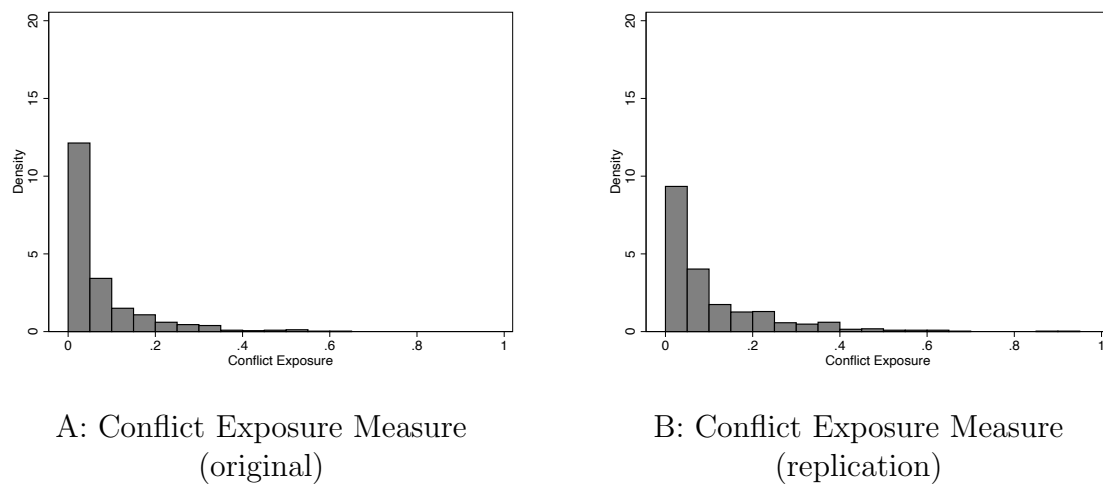 20
15
10
5
0
Density
0
.2
.4
.6
.8
1
Conflict Exposure
A: Conflict Exposure Measure
(original)
20
15
10
5
0
Density
0
.2
.4
.6
.8
1
Conflict Exposure
B: Conflict Exposure Measure
(replication)